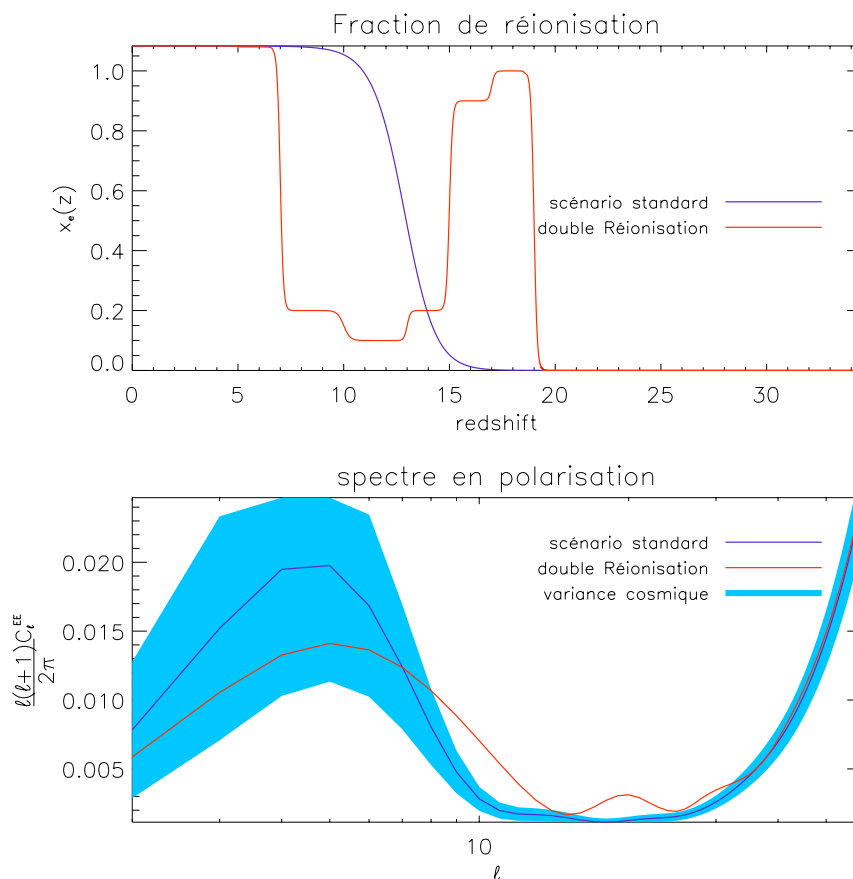 Fraction de réionisation
1.0
0.8
0.6
0.4
0.2
0.0
x_e(z)
scénario standard
double Réionisation
0 5 10 15 20 25 30
redshift
spectre en polarisation
0.020
0.015
0.010
0.005
ℓ(ℓ+1)C_ℓ^EE
2π
scénario standard
double Réionisation
variance cosmique
10
ℓ